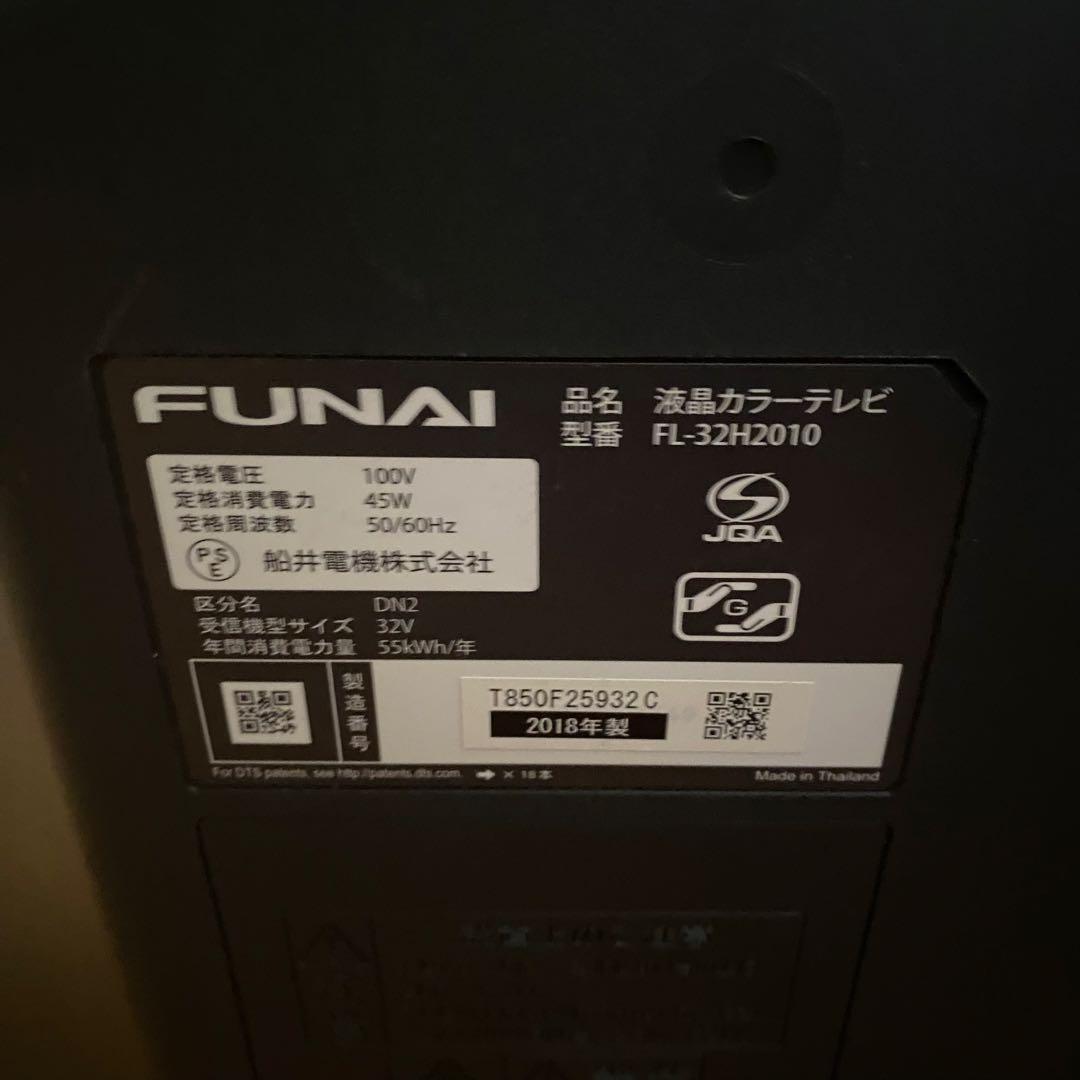 FUNAI
品名 液晶カラーテレビ
型番 FL-32H2010
定格電圧 100V
定格消費電力 45W
定格周波数 50/60Hz
PSE 船井電機株式会社
JQA
G
区分名 DN2
受信機型サイズ 32V
年間消費電力量 55kWh/年
製造番号
T850F25932C
2018年製
For DTS patents, see http://patents.dts.com. ➡ × 18本
Made in Thailand